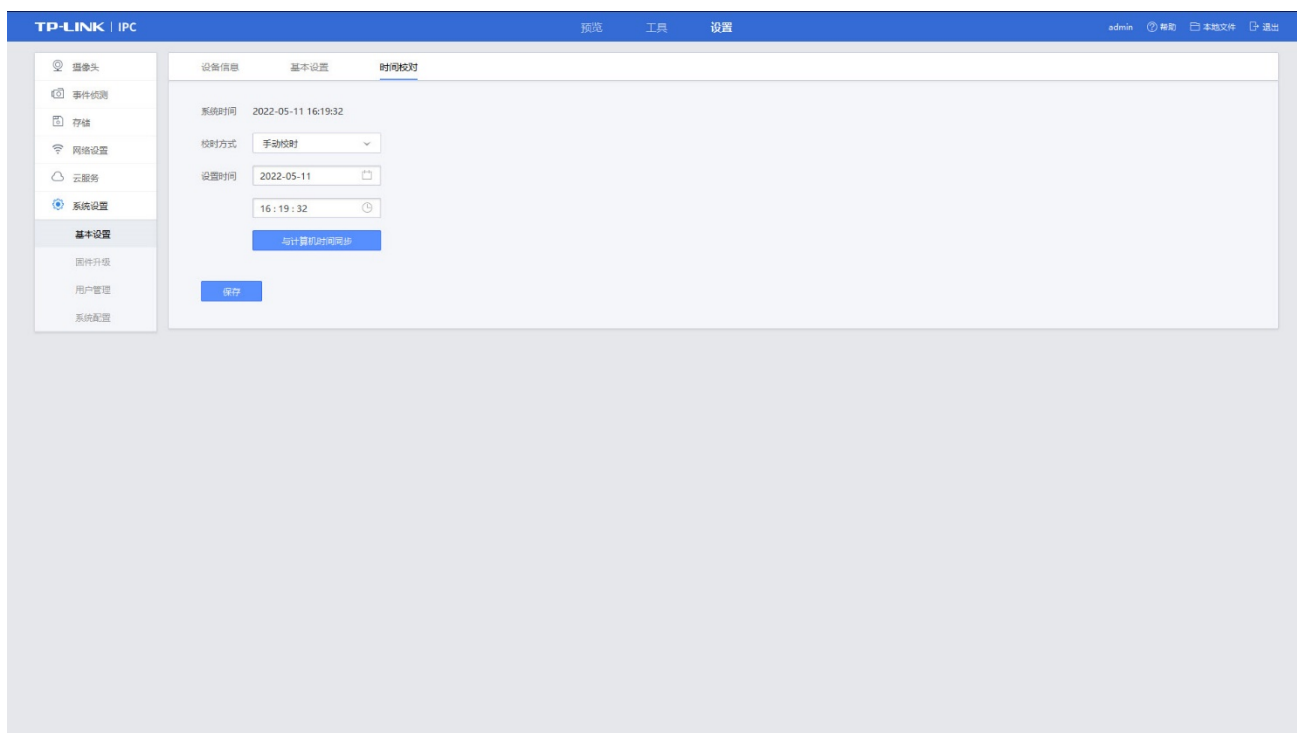 TP-LINK | IPC 预览 工具 设置 admin 帮助 本地文件 退出
摄像头
事件侦测
存储
网络设置
云服务
系统设置
基本设置
固件升级
用户管理
系统配置
设备信息 基本设置 时间校对
系统时间 2022-05-11 16:19:32
校时方式 手动校时
设置时间 2022-05-11
16 : 19 : 32
与计算机时间同步
保存